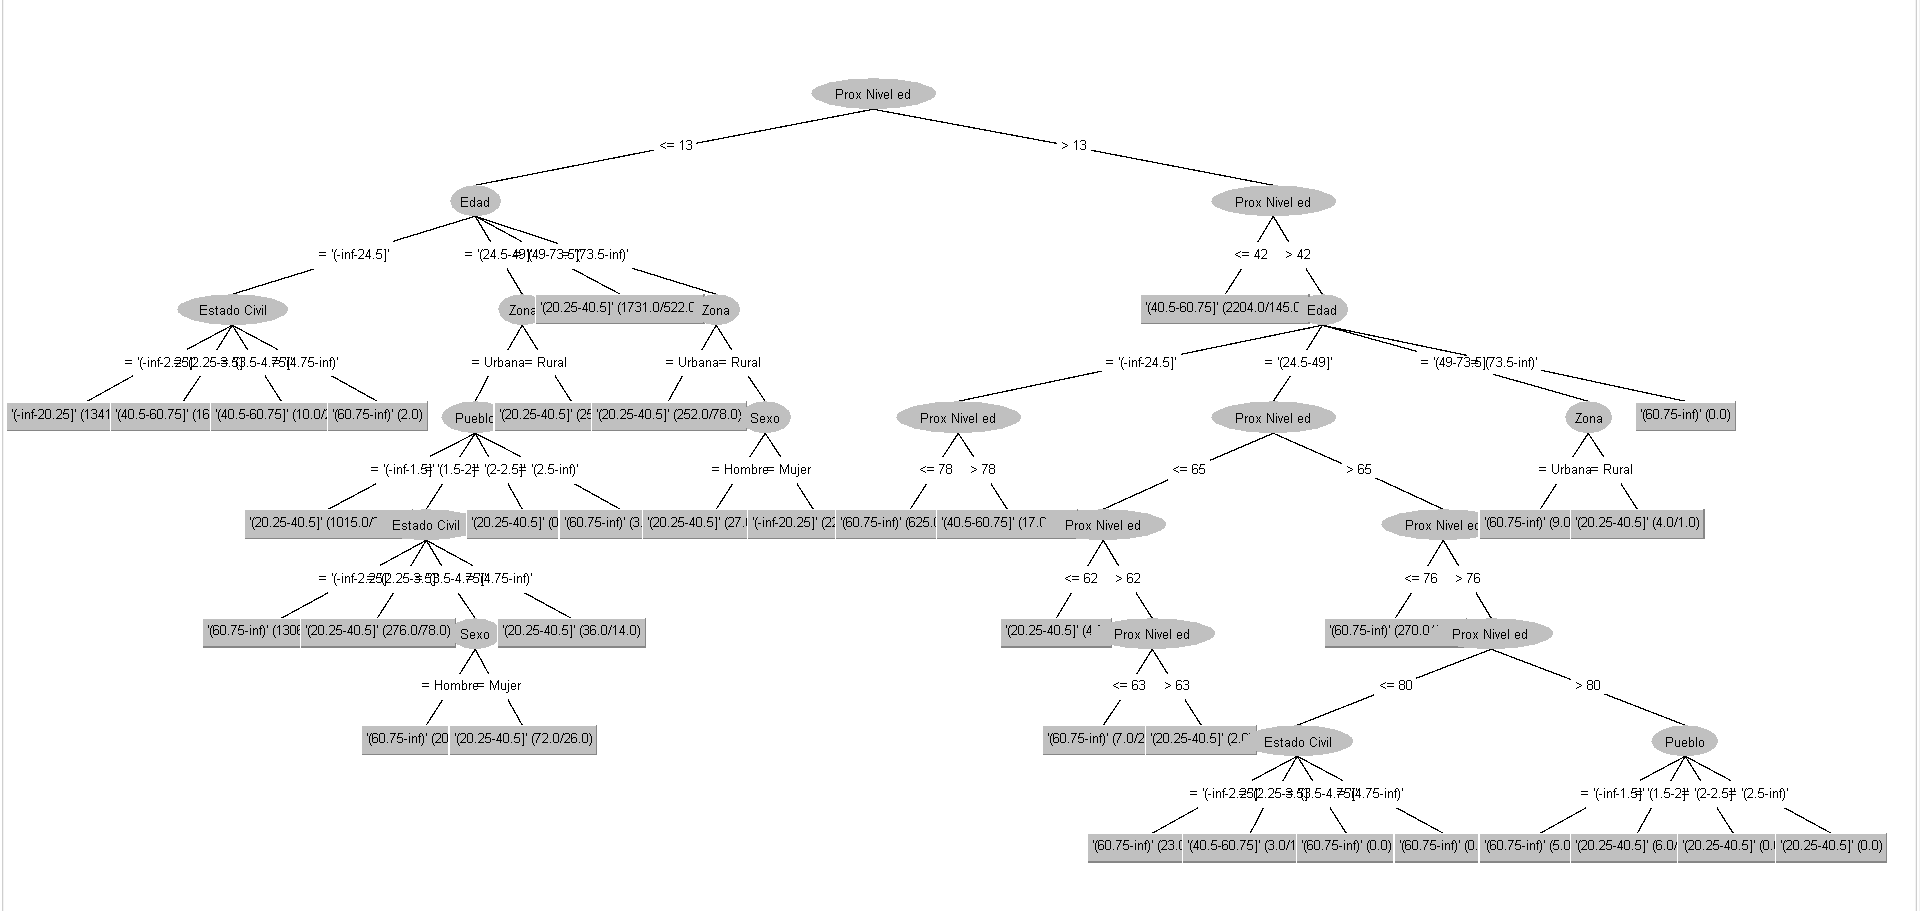 Prox Nivel ed
<= 13 > 13
Edad Prox Nivel ed
= '(-inf-24.5]' = '(24.5-49]' '(49-73.5]' '(73.5-inf)' <= 42 > 42
Estado Civil Zona '(20.25-40.5]' (1731.0/522.0 Zona '(40.5-60.75]' (2204.0/145.0 Edad
= '(-inf-2.25]' '(2.25-3.5]' '(3.5-4.75]' '(4.75-inf)' = Urbana = Rural = Urbana = Rural = '(-inf-24.5]' = '(24.5-49]' = '(49-73.5]' '(73.5-inf)'
'(-inf-20.25]' (1341 '(40.5-60.75]' (16 '(40.5-60.75]' (10.0/ '(60.75-inf)' (2.0) Pueblo '(20.25-40.5]' (25 '(20.25-40.5]' (252.0/78.0) Sexo Prox Nivel ed Prox Nivel ed Zona '(60.75-inf)' (0.0)
= '(-inf-1.5]' '(1.5-2]' '(2-2.5]' '(2.5-inf)' = Hombre = Mujer <= 78 > 78 <= 65 > 65 = Urbana = Rural
'(20.25-40.5]' (1015.0/ Estado Civil '(20.25-40.5]' (0 '(60.75-inf)' (3. '(20.25-40.5]' (27. '(-inf-20.25]' (22 '(60.75-inf)' (625. '(40.5-60.75]' (17.0 Prox Nivel ed Prox Nivel ed '(60.75-inf)' (9.0 '(20.25-40.5]' (4.0/1.0)
= '(-inf-2.25]' '(2.25-3.5]' '(3.5-4.75]' '(4.75-inf)' <= 62 > 62 <= 76 > 76
'(60.75-inf)' (1306 '(20.25-40.5]' (276.0/78.0) Sexo '(20.25-40.5]' (36.0/14.0) '(20.25-40.5]' (4 Prox Nivel ed '(60.75-inf)' (270.0 Prox Nivel ed
= Hombre = Mujer <= 63 > 63 <= 80 > 80
'(60.75-inf)' (20 '(20.25-40.5]' (72.0/26.0) '(60.75-inf)' (7.0/2 '(20.25-40.5]' (2.0 Estado Civil Pueblo
= '(-inf-2.25]' '(2.25-3.5]' '(3.5-4.75]' '(4.75-inf)' = '(-inf-1.5]' '(1.5-2]' '(2-2.5]' '(2.5-inf)'
'(60.75-inf)' (23.0 '(40.5-60.75]' (3.0/1 '(60.75-inf)' (0.0) '(60.75-inf)' (0. '(60.75-inf)' (5.0 '(20.25-40.5]' (6.0/ '(20.25-40.5]' (0. '(20.25-40.5]' (0.0)